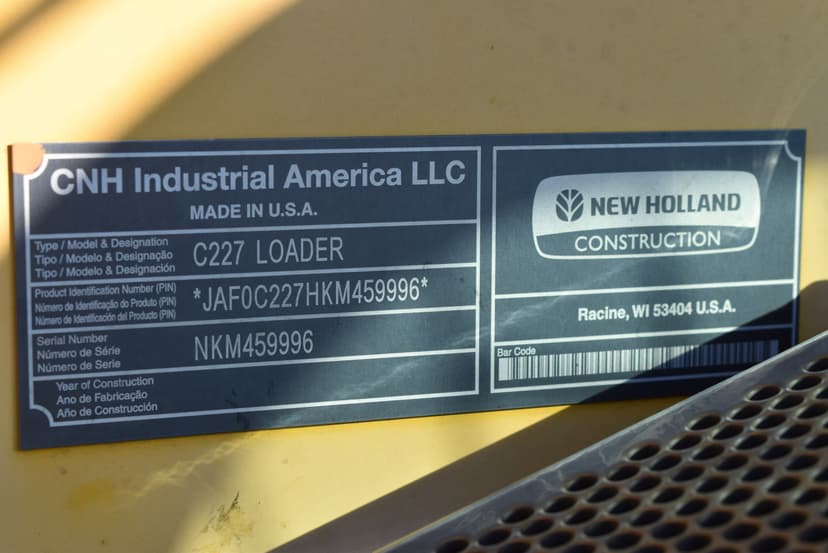 CNH Industrial America LLC
MADE IN U.S.A.
Type / Model & Designation
Tipo / Modelo & Designação
Tipo / Modelo & Designación
C227 LOADER
Product Identification Number (PIN)
Número de Identificação do Produto (PIN)
Número de Identificación del Producto (PIN)
*JAF0C227HKM459996*
Serial Number
Número de Série
Número de Serie
NKM459996
Year of Construction
Ano de Fabricação
Año de Construcción
NEW HOLLAND
CONSTRUCTION
Racine, WI 53404 U.S.A.
Bar Code